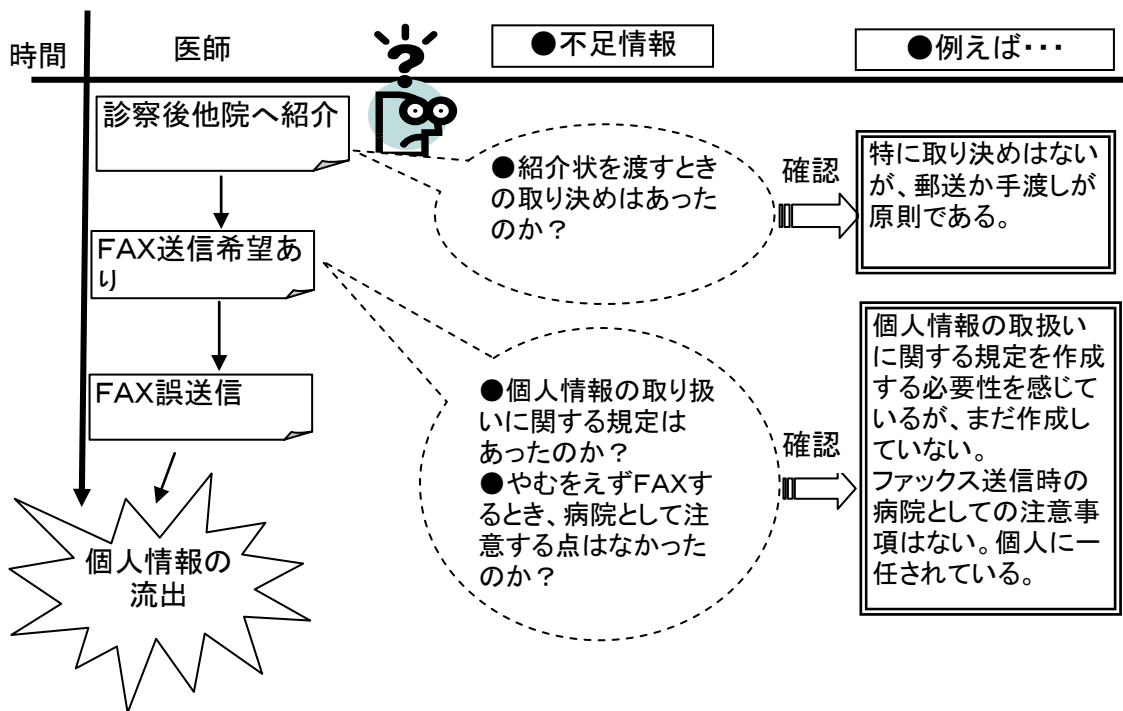 時間
医師
?
●不足情報
●例えば・・・
診察後他院へ紹介
●紹介状を渡すとき
の取り決めはあった
のか？
確認
特に取り決めはない
が、郵送か手渡しが
原則である。
FAX送信希望あ
り
FAX誤送信
●個人情報の取り扱
いに関する規定は
あったのか？
●やむをえずFAXす
るとき、病院として注
意する点はなかった
のか？
確認
個人情報の取扱い
に関する規定を作成
する必要性を感じて
いるが、まだ作成し
ていない。
ファックス送信時の
病院としての注意事
項はない。個人に一
任されている。
個人情報の
流出